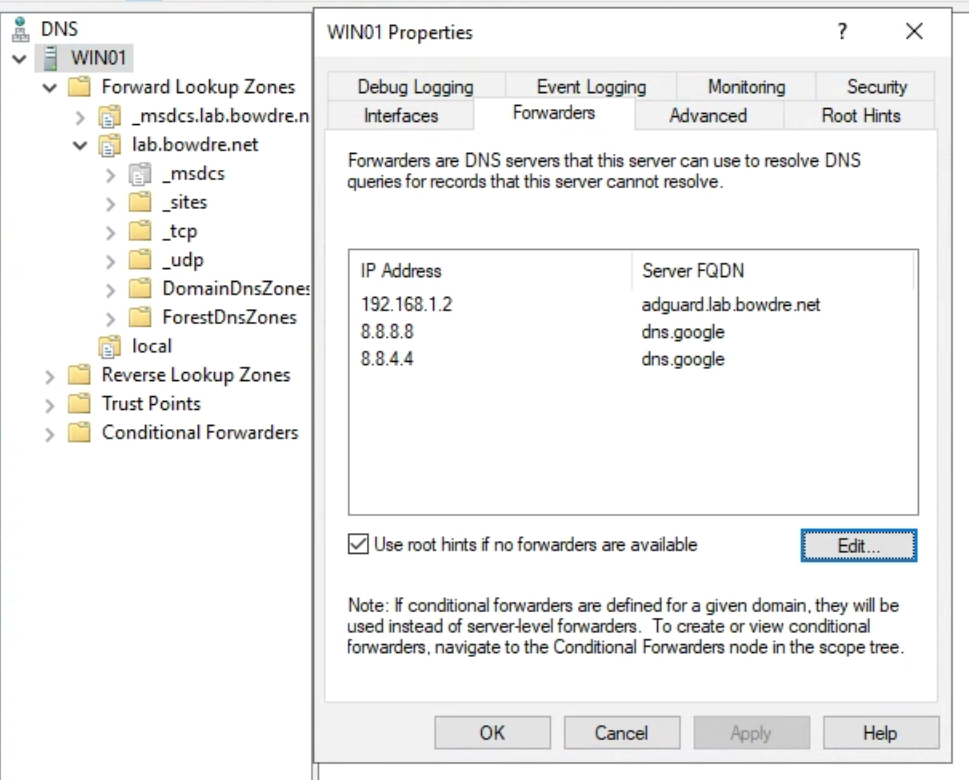 DNS
WIN01
Forward Lookup Zones
_msdcs.lab.bowdre.n
lab.bowdre.net
_msdcs
_sites
_tcp
_udp
DomainDnsZones
ForestDnsZones
local
Reverse Lookup Zones
Trust Points
Conditional Forwarders
WIN01 Properties
?
Debug Logging Event Logging Monitoring Security
Interfaces Forwarders Advanced Root Hints
Forwarders are DNS servers that this server can use to resolve DNS
queries for records that this server cannot resolve.
IP Address Server FQDN
192.168.1.2 adguard.lab.bowdre.net
8.8.8.8 dns.google
8.8.4.4 dns.google
Use root hints if no forwarders are available
Edit...
Note: If conditional forwarders are defined for a given domain, they will be
used instead of server-level forwarders. To create or view conditional
forwarders, navigate to the Conditional Forwarders node in the scope tree.
OK Cancel Apply Help